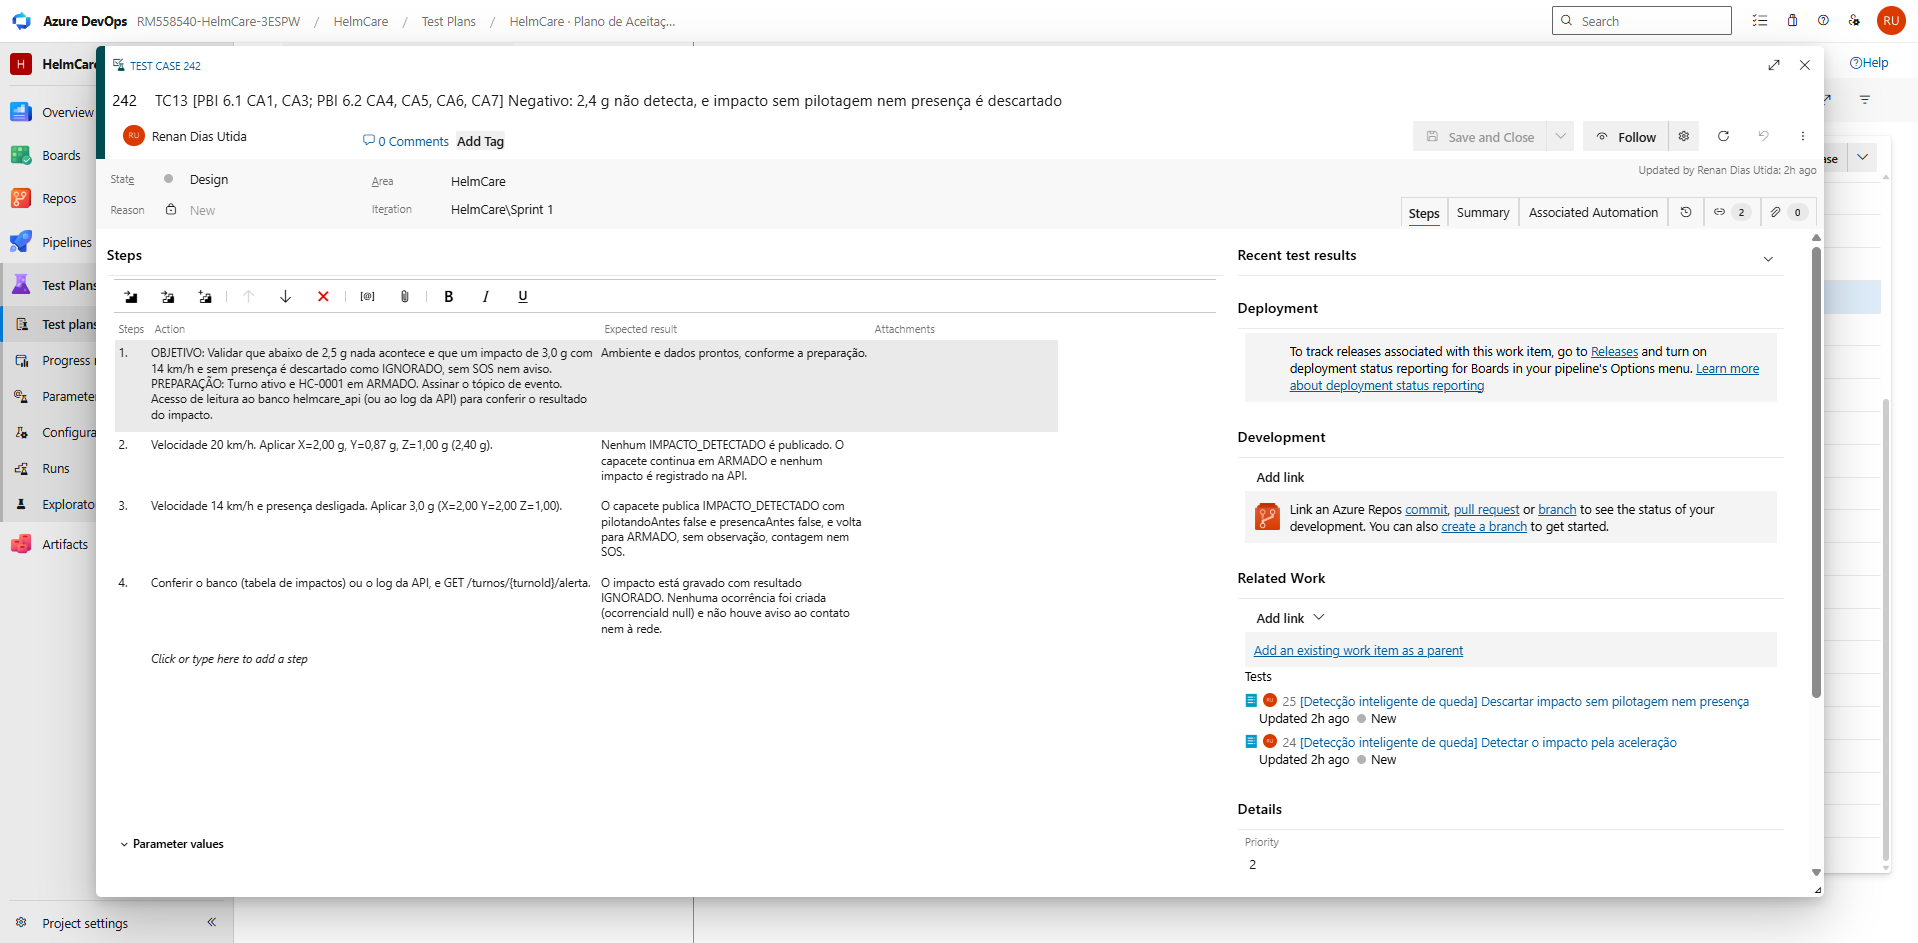 Azure DevOps RM558540-HelmCare-3ESPW / HelmCare / Test Plans / HelmCare · Plano de Aceitaç...
Search
RU
H HelmCare
Help
Overview
Boards
Repos
Pipelines
Test Plans
Test plans
Progress r
Parameter
Configura
Runs
Explorato
Artifacts
Project settings
TEST CASE 242
242 TC13 [PBI 6.1 CA1, CA3; PBI 6.2 CA4, CA5, CA6, CA7] Negativo: 2,4 g não detecta, e impacto sem pilotagem nem presença é descartado
RU Renan Dias Utida
0 Comments Add Tag
Save and Close
Follow
ase
Updated by Renan Dias Utida: 2h ago
State Design
Area HelmCare
Reason New
Iteration HelmCare\Sprint 1
Steps Summary Associated Automation 2 0
Steps
B I U
Steps Action Expected result Attachments
1. OBJETIVO: Validar que abaixo de 2,5 g nada acontece e que um impacto de 3,0 g com
14 km/h e sem presença é descartado como IGNORADO, sem SOS nem aviso.
PREPARAÇÃO: Turno ativo e HC-0001 em ARMADO. Assinar o tópico de evento.
Acesso de leitura ao banco helmcare_api (ou ao log da API) para conferir o resultado
do impacto.
Ambiente e dados prontos, conforme a preparação.
2. Velocidade 20 km/h. Aplicar X=2,00 g, Y=0,87 g, Z=1,00 g (2,40 g).
Nenhum IMPACTO_DETECTADO é publicado. O
capacete continua em ARMADO e nenhum
impacto é registrado na API.
3. Velocidade 14 km/h e presença desligada. Aplicar 3,0 g (X=2,00 Y=2,00 Z=1,00).
O capacete publica IMPACTO_DETECTADO com
pilotandoAntes false e presencaAntes false, e volta
para ARMADO, sem observação, contagem nem
SOS.
4. Conferir o banco (tabela de impactos) ou o log da API, e GET /turnos/{turnoId}/alerta.
O impacto está gravado com resultado
IGNORADO. Nenhuma ocorrência foi criada
(ocorrenciaId null) e não houve aviso ao contato
nem à rede.
Click or type here to add a step
Parameter values
Recent test results
Deployment
To track releases associated with this work item, go to Releases and turn on
deployment status reporting for Boards in your pipeline's Options menu. Learn more
about deployment status reporting
Development
Add link
Link an Azure Repos commit, pull request or branch to see the status of your
development. You can also create a branch to get started.
Related Work
Add link
Add an existing work item as a parent
Tests
RU 25 [Detecção inteligente de queda] Descartar impacto sem pilotagem nem presença
Updated 2h ago New
RU 24 [Detecção inteligente de queda] Detectar o impacto pela aceleração
Updated 2h ago New
Details
Priority
2